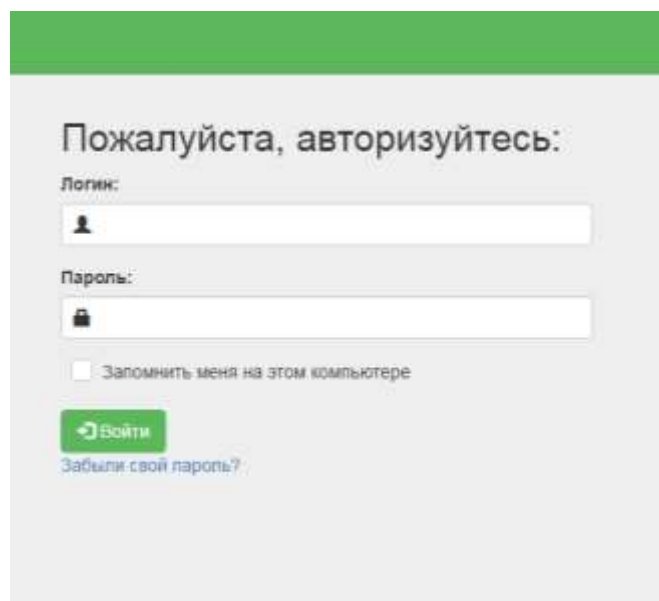 Пожалуйста, авторизуйтесь:
Логин:
Пароль:
Запомнить меня на этом компьютере
Войти
Забыли свой пароль?